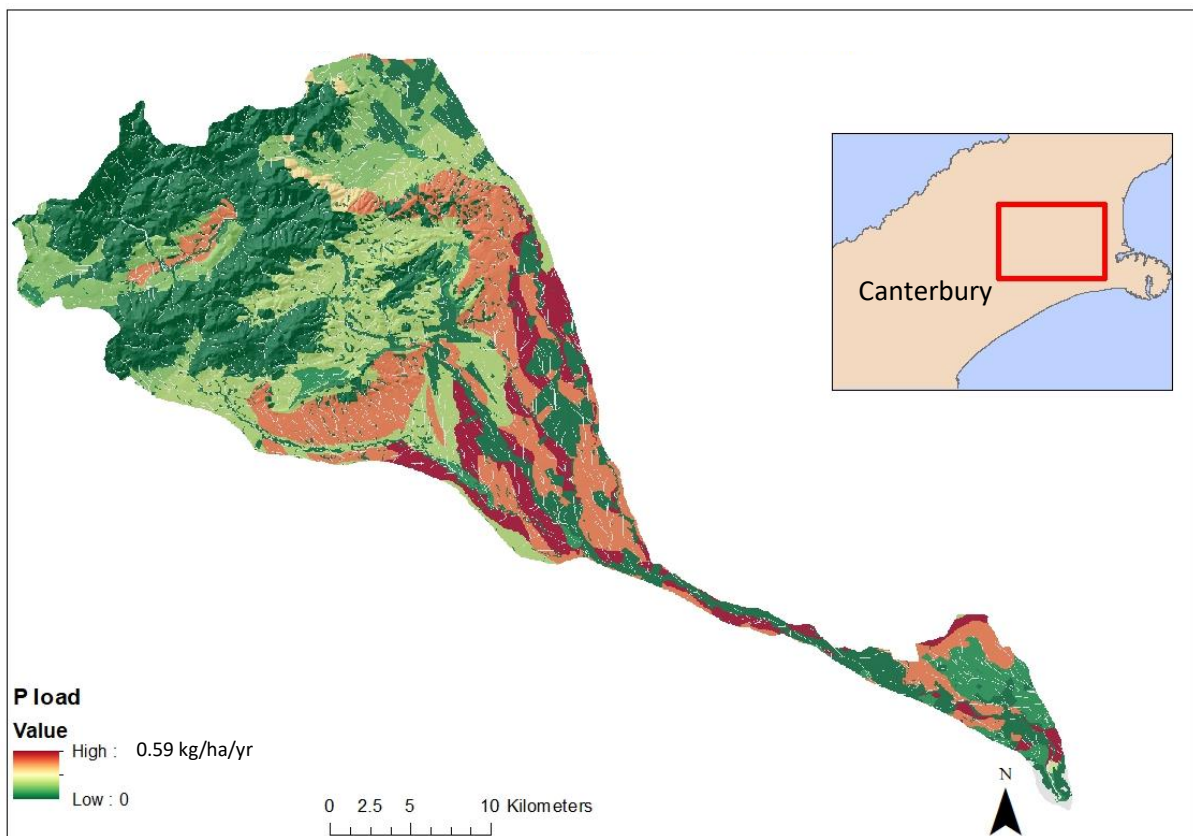 Canterbury
P load
Value
High : 0.59 kg/ha/yr
Low : 0
0 2.5 5 10 Kilometers
N